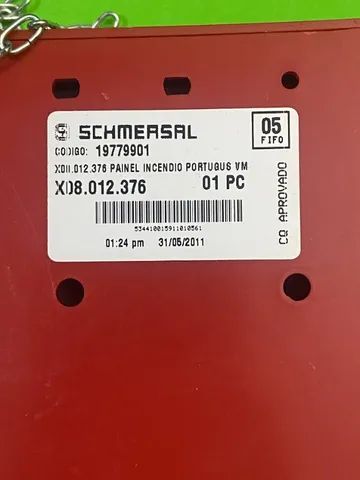 SCHMERSAL
05
FIFO
CODIGO: 19779901
X08.012.376 PAINEL INCENDIO PORTUGUS VM
X08.012.376 01 PC
CQ APROVADO
534410015911010561
01:24 pm 31/05/2011